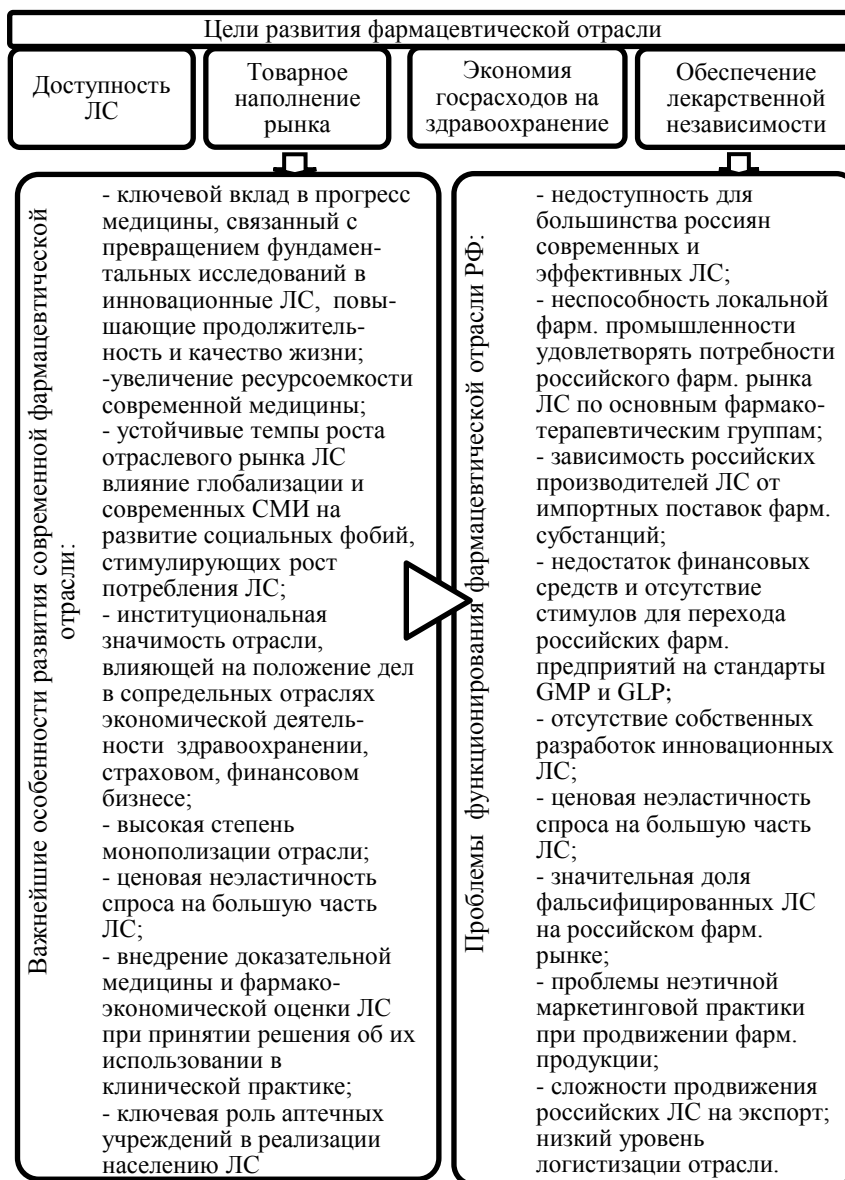 Цели развития фармацевтической отрасли
Доступность
ЛС
Товарное
наполнение
рынка
Экономия
госрасходов на
здравоохранение
Обеспечение
лекарственной
независимости
Важнейшие особенности развития современной фармацевтической
отрасли:
- ключевой вклад в прогресс
медицины, связанный с
превращением фундамен-
тальных исследований в
инновационные ЛС, повы-
шающие продолжитель-
ность и качество жизни;
-увеличение ресурсоемкости
современной медицины;
- устойчивые темпы роста
отраслевого рынка ЛС
влияние глобализации и
современных СМИ на
развитие социальных фобий,
стимулирующих рост
потребления ЛС;
- институциональная
значимость отрасли,
влияющей на положение дел
в сопредельных отраслях
экономической деятель-
ности здравоохранении,
страховом, финансовом
бизнесе;
- высокая степень
монополизации отрасли;
- ценовая неэластичность
спроса на большую часть
ЛС;
- внедрение доказательной
медицины и фармако-
экономической оценки ЛС
при принятии решения об их
использовании в
клинической практике;
- ключевая роль аптечных
учреждений в реализации
населению ЛС
Проблемы функционирования фармацевтической отрасли РФ:
- недоступность для
большинства россиян
современных и
эффективных ЛС;
- неспособность локальной
фарм. промышленности
удовлетворять потребности
российского фарм. рынка
ЛС по основным фармако-
терапевтическим группам;
- зависимость российских
производителей ЛС от
импортных поставок фарм.
субстанций;
- недостаток финансовых
средств и отсутствие
стимулов для перехода
российских фарм.
предприятий на стандарты
GMP и GLP;
- отсутствие собственных
разработок инновационных
ЛС;
- ценовая неэластичность
спроса на большую часть
ЛС;
- значительная доля
фальсифицированных ЛС
на российском фарм.
рынке;
- проблемы неэтичной
маркетинговой практики
при продвижении фарм.
продукции;
- сложности продвижения
российских ЛС на экспорт;
низкий уровень
логистизации отрасли.